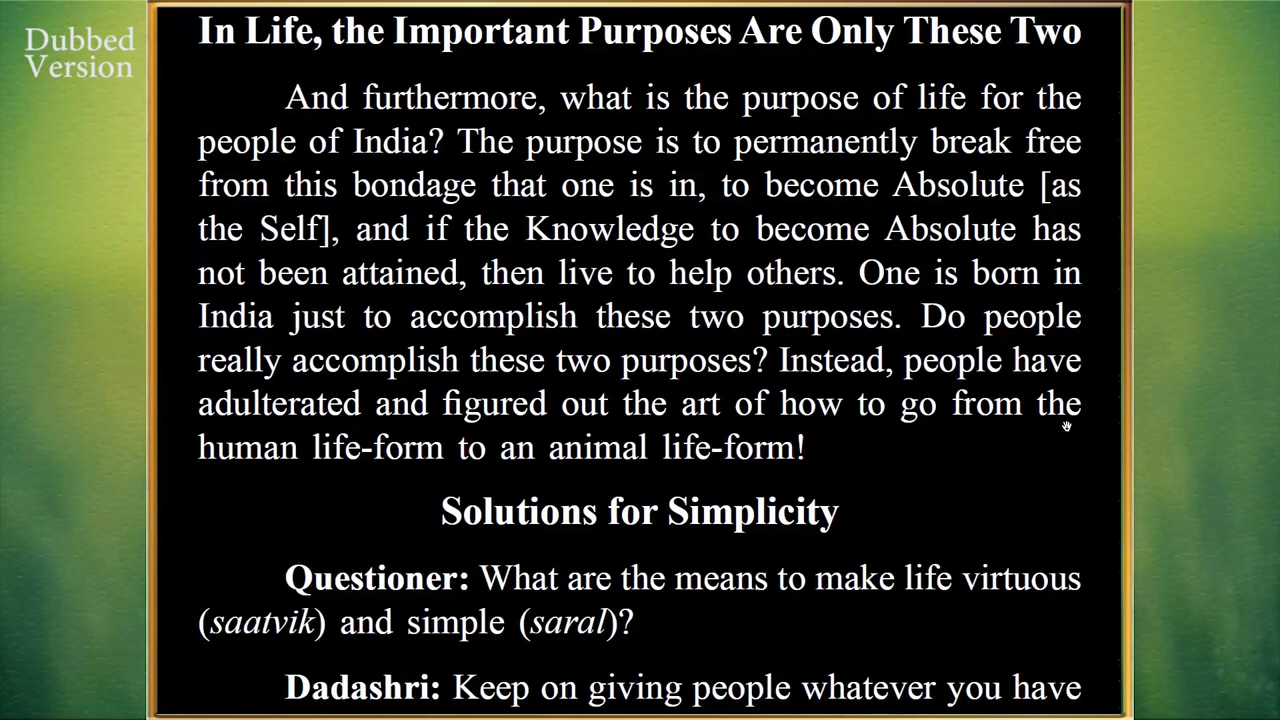 Dubbed
Version
In Life, the Important Purposes Are Only These Two
And furthermore, what is the purpose of life for the
people of India? The purpose is to permanently break free
from this bondage that one is in, to become Absolute [as
the Self], and if the Knowledge to become Absolute has
not been attained, then live to help others. One is born in
India just to accomplish these two purposes. Do people
really accomplish these two purposes? Instead, people have
adulterated and figured out the art of how to go from the
human life-form to an animal life-form!
Solutions for Simplicity
Questioner: What are the means to make life virtuous
(saatvik) and simple (saral)?
Dadashri: Keep on giving people whatever you have